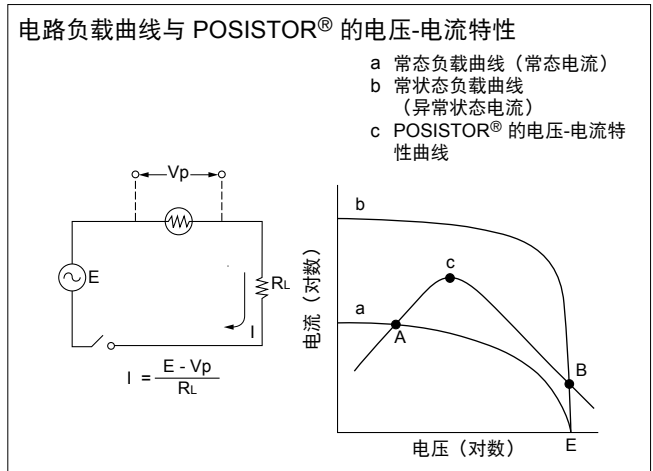 电路负载曲线与 POSISTOR® 的电压-电流特性
a 常态负载曲线（常态电流）
b 常状态负载曲线
（异常状态电流）
c POSISTOR® 的电压-电流特
性曲线
Vp
E
RL
I
I = E - Vp
RL
b
c
a
A
B
电流（对数）
电压（对数）
E